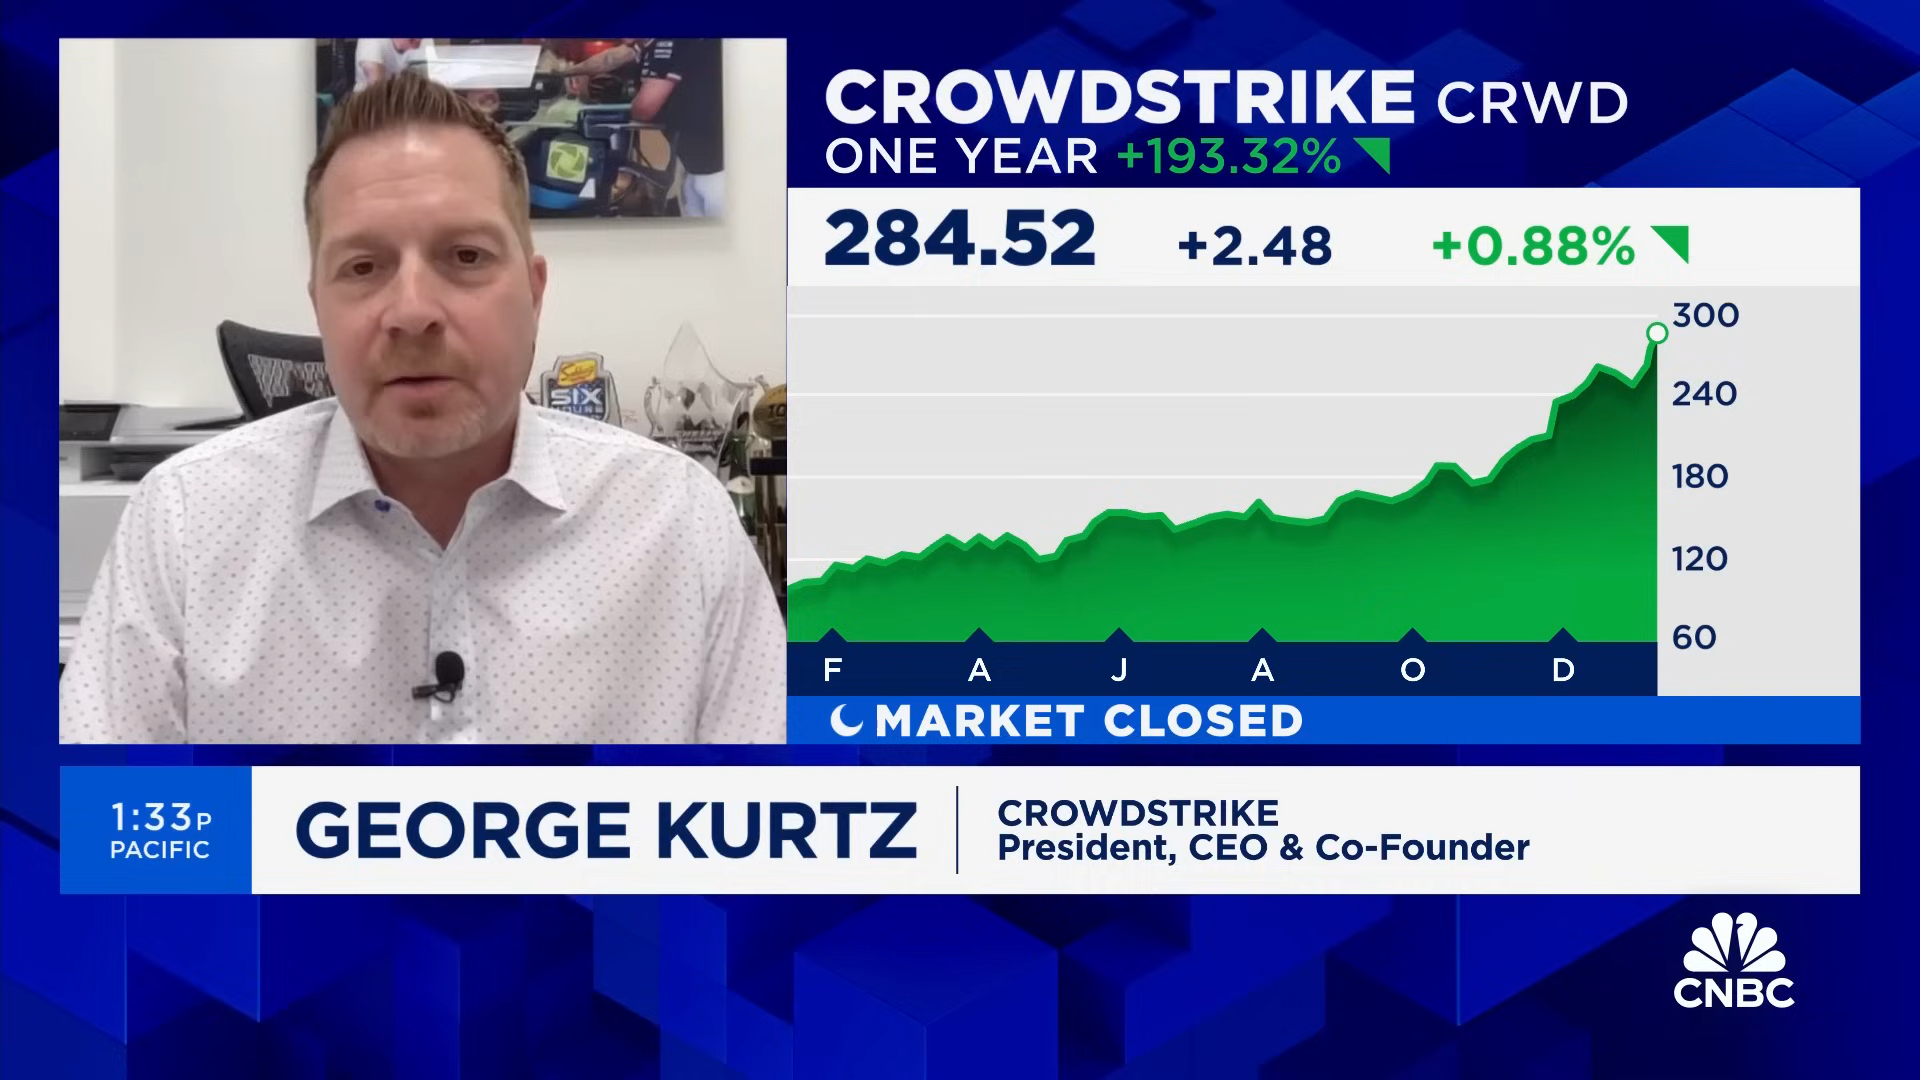 CROWDSTRIKE CRWD
ONE YEAR +193.32%
284.52 +2.48 +0.88%
300
240
180
120
60
F A J A O D
MARKET CLOSED
SIX
1:33P
PACIFIC
GEORGE KURTZ
CROWDSTRIKE
President, CEO & Co-Founder
CNBC